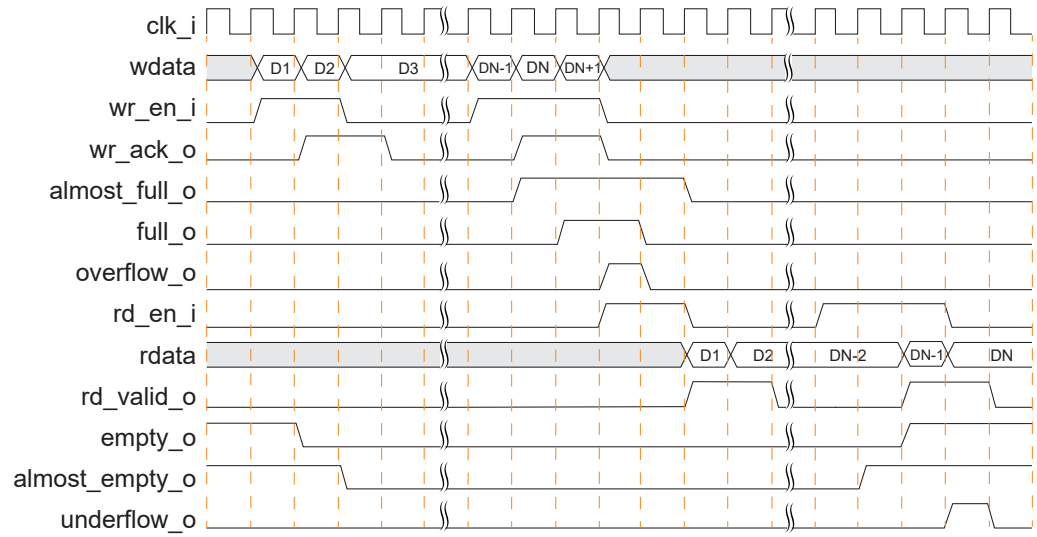 clk_i
wdata D1 D2 D3 DN-1 DN DN+1
wr_en_i
wr_ack_o
almost_full_o
full_o
overflow_o
rd_en_i
rdata D1 D2 DN-2 DN-1 DN
rd_valid_o
empty_o
almost_empty_o
underflow_o